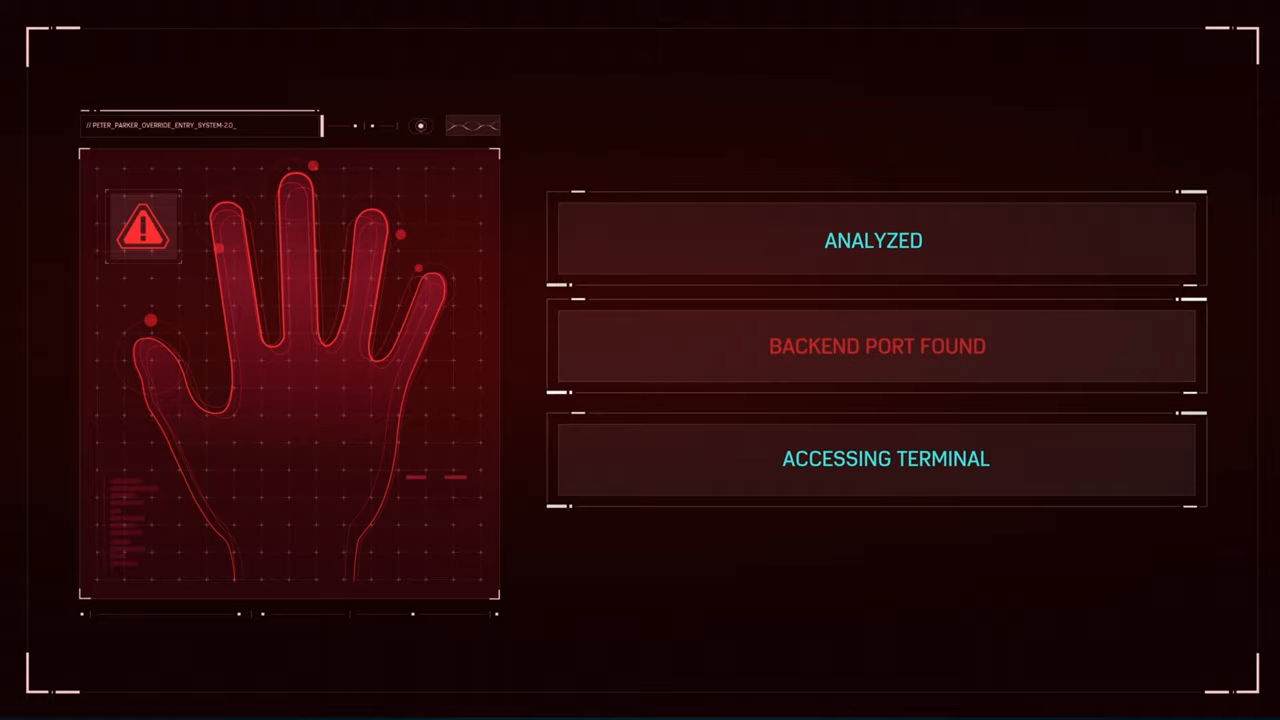 // PETER_PARKER_OVERRIDE_ENTRY_SYSTEM-2.0_
ANALYZED
BACKEND PORT FOUND
ACCESSING TERMINAL